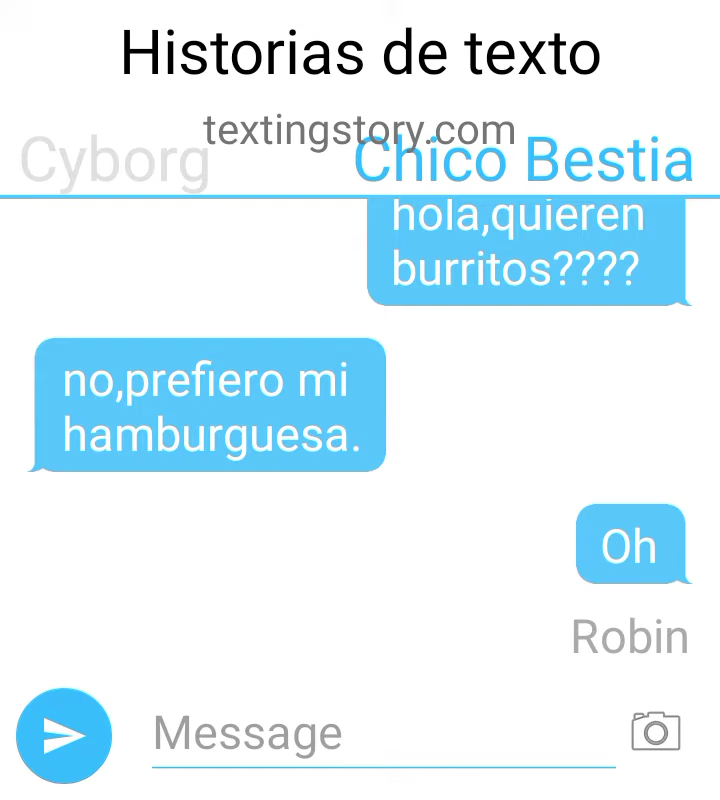 Historias de texto
textingstory.com
Cyborg
Chico Bestia
hola,quieren
burritos????
no,prefiero mi
hamburguesa.
Oh
Robin
Message